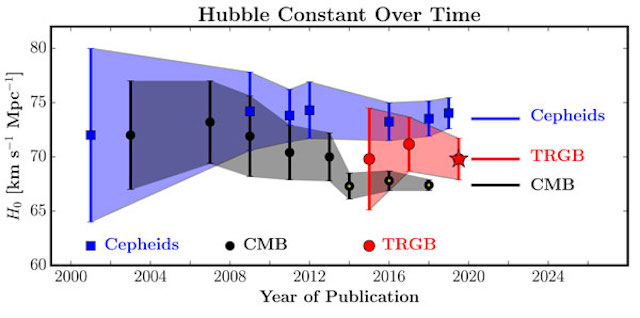 Hubble Constant Over Time
H₀ [km s⁻¹ Mpc⁻¹]
80
75
70
65
60
Cepheids
TRGB
CMB
Cepheids CMB TRGB
2000 2004 2008 2012 2016 2020 2024
Year of Publication